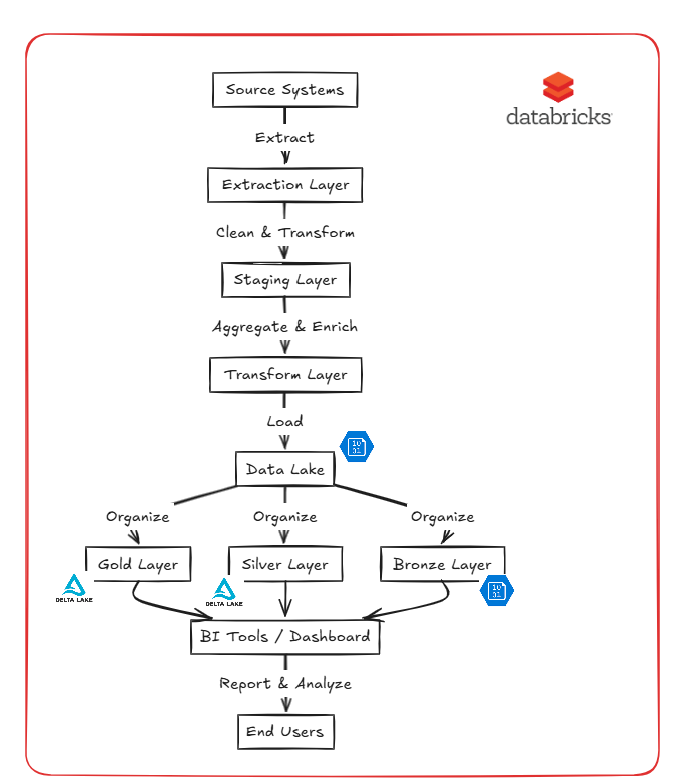 Source Systems
databricks
Extract
Extraction Layer
Clean & Transform
Staging Layer
Aggregate & Enrich
Transform Layer
Load
10
01
Data Lake
Organize
Organize
Organize
Gold Layer
Silver Layer
Bronze Layer
DELTA LAKE
DELTA LAKE
10
01
BI Tools / Dashboard
Report & Analyze
End Users